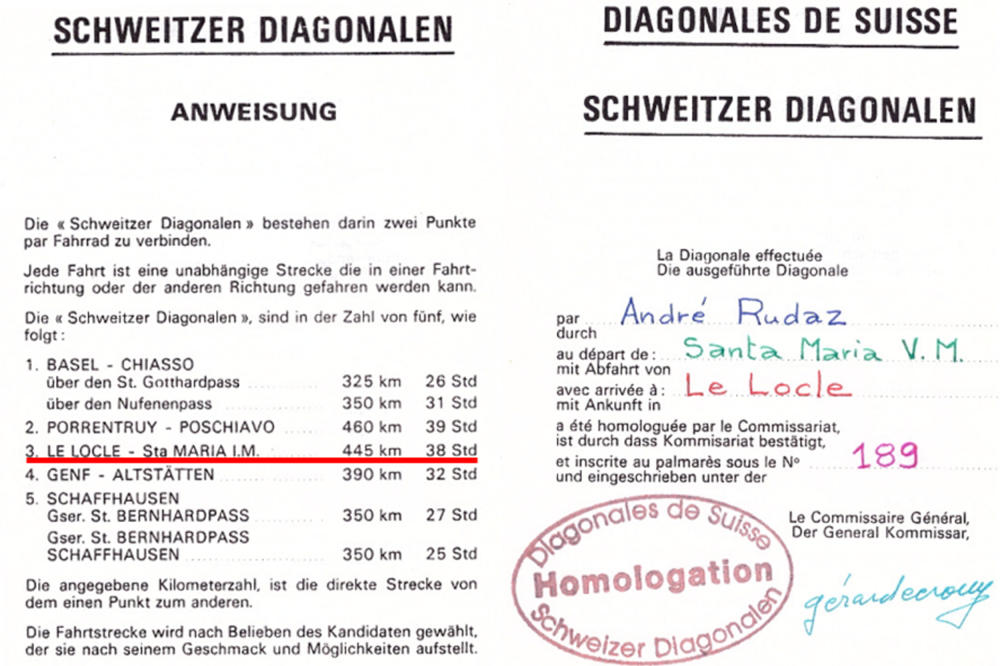 SCHWEITZER DIAGONALEN
ANWEISUNG
Die « Schweitzer Diagonalen » bestehen darin zwei Punkte
par Fahrrad zu verbinden.
Jede Fahrt ist eine unabhängige Strecke die in einer Fahrt-
richtung oder der anderen Richtung gefahren werden kann.
Die « Schweitzer Diagonalen », sind in der Zahl von fünf, wie
folgt :
1. BASEL - CHIASSO
über den St. Gotthardpass 325 km 26 Std
über den Nufenenpass 350 km 31 Std
2. PORRENTRUY - POSCHIAVO 460 km 39 Std
3. LE LOCLE - Sta MARIA I.M. 445 km 38 Std
4. GENF - ALTSTÄTTEN 390 km 32 Std
5. SCHAFFHAUSEN
Gser. St. BERNHARDPASS 350 km 27 Std
Gser. St. BERNHARDPASS
SCHAFFHAUSEN 350 km 25 Std
Die angegebene Kilometerzahl, ist die direkte Strecke von
dem einen Punkt zum anderen.
Die Fahrtstrecke wird nach Belieben des Kandidaten gewählt,
der sie nach seinem Geschmack und Möglichkeiten aufstellt.
DIAGONALES DE SUISSE
SCHWEITZER DIAGONALEN
La Diagonale effectuée
Die ausgeführte Diagonale
par André Rudaz
durch
au départ de : Santa Maria V. M.
mit Abfahrt von
avec arrivée à : Le Locle
mit Ankunft in
a été homologuée par le Commissariat,
ist durch dass Kommisariat bestätigt,
et inscrite au palmarès sous le N° 189
und eingeschrieben unter der
Le Commissaire Général,
Der General Kommissar,
Diagonales de Suisse
Homologation
Schweizer Diagonalen